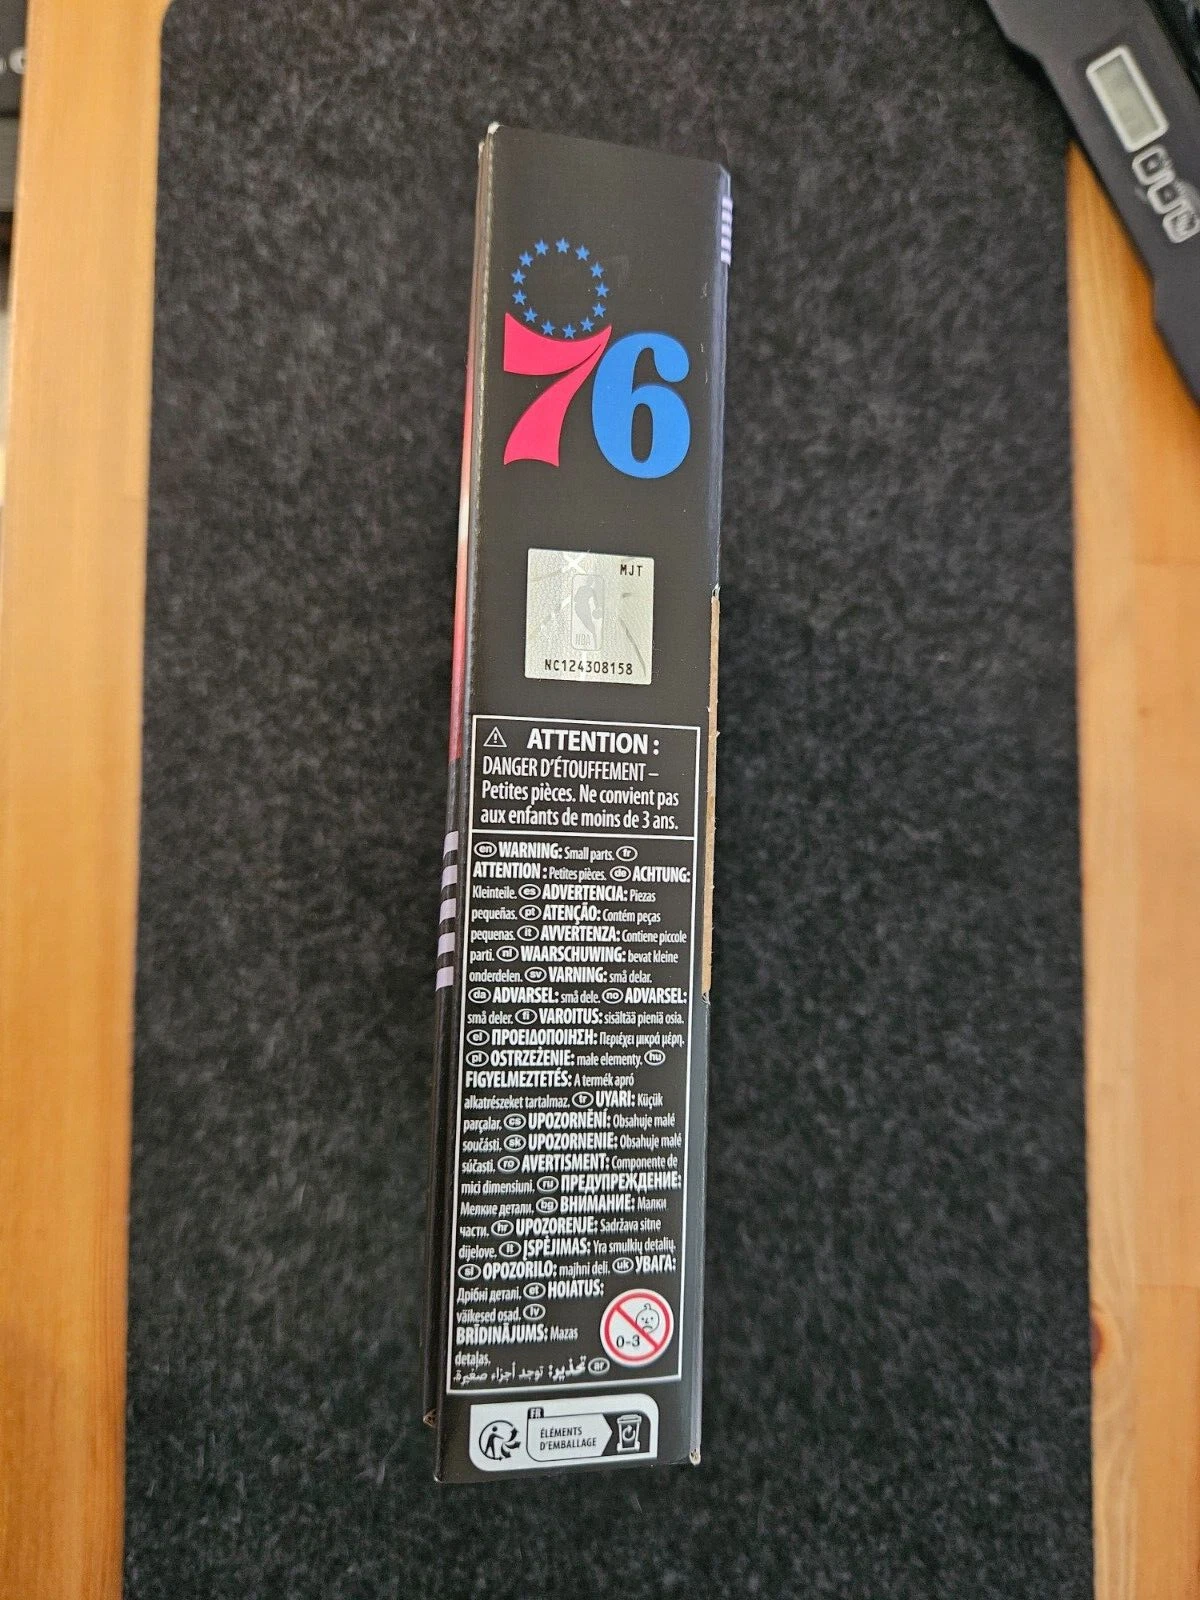 76
MJT
NBA
NC124308158
ATTENTION :
DANGER D'ÉTOUFFEMENT –
Petites pièces. Ne convient pas
aux enfants de moins de 3 ans.
en WARNING: Small parts. fr
ATTENTION : Petites pièces. de ACHTUNG:
Kleinteile. es ADVERTENCIA: Piezas
pequeñas. pt ATENÇÃO: Contém peças
pequenas. it AVVERTENZA: Contiene piccole
parti. nl WAARSCHUWING: bevat kleine
onderdelen. sv VARNING: små delar.
da ADVARSEL: små dele. no ADVARSEL:
små deler. fi VAROITUS: sisältää pieniä osia.
el ΠΡΟΕΙΔΟΠΟΙΗΣΗ: Περιέχει μικρά μέρη.
pl OSTRZEŻENIE: małe elementy. hu
FIGYELMEZTETÉS: A termék apró
alkatrészeket tartalmaz. tr UYARI: Küçük
parçalar. cs UPOZORNĚNÍ: Obsahuje malé
součásti. sk UPOZORNENIE: Obsahuje malé
súčasti. ro AVERTISMENT: Componente de
mici dimensiuni. ru ПРЕДУПРЕЖДЕНИЕ:
Мелкие детали. bg ВНИМАНИЕ: Малки
части. hr UPOZORENJE: Sadržava sitne
dijelove. lt ĮSPĖJIMAS: Yra smulkių detalių.
sl OPOZORILO: majhni deli. uk УВАГА:
Дрібні деталі. et HOIATUS:
väikesed osad. lv
BRĪDINĀJUMS: Mazas
detaļas.
ar تحذير: توجد أجزاء صغيرة.
0-3
FR
ÉLÉMENTS
D'EMBALLAGE